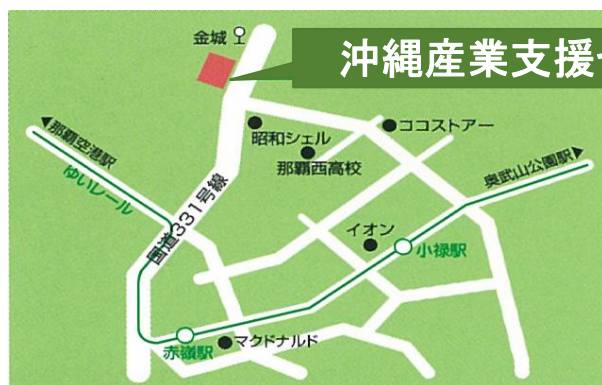 金城
沖縄産業支援
昭和シェル
ココストアー
那覇西高校
那覇空港駅
ゆいレール
国道331号線
奥武山公園駅
イオン
小禄駅
赤嶺駅
マクドナルド